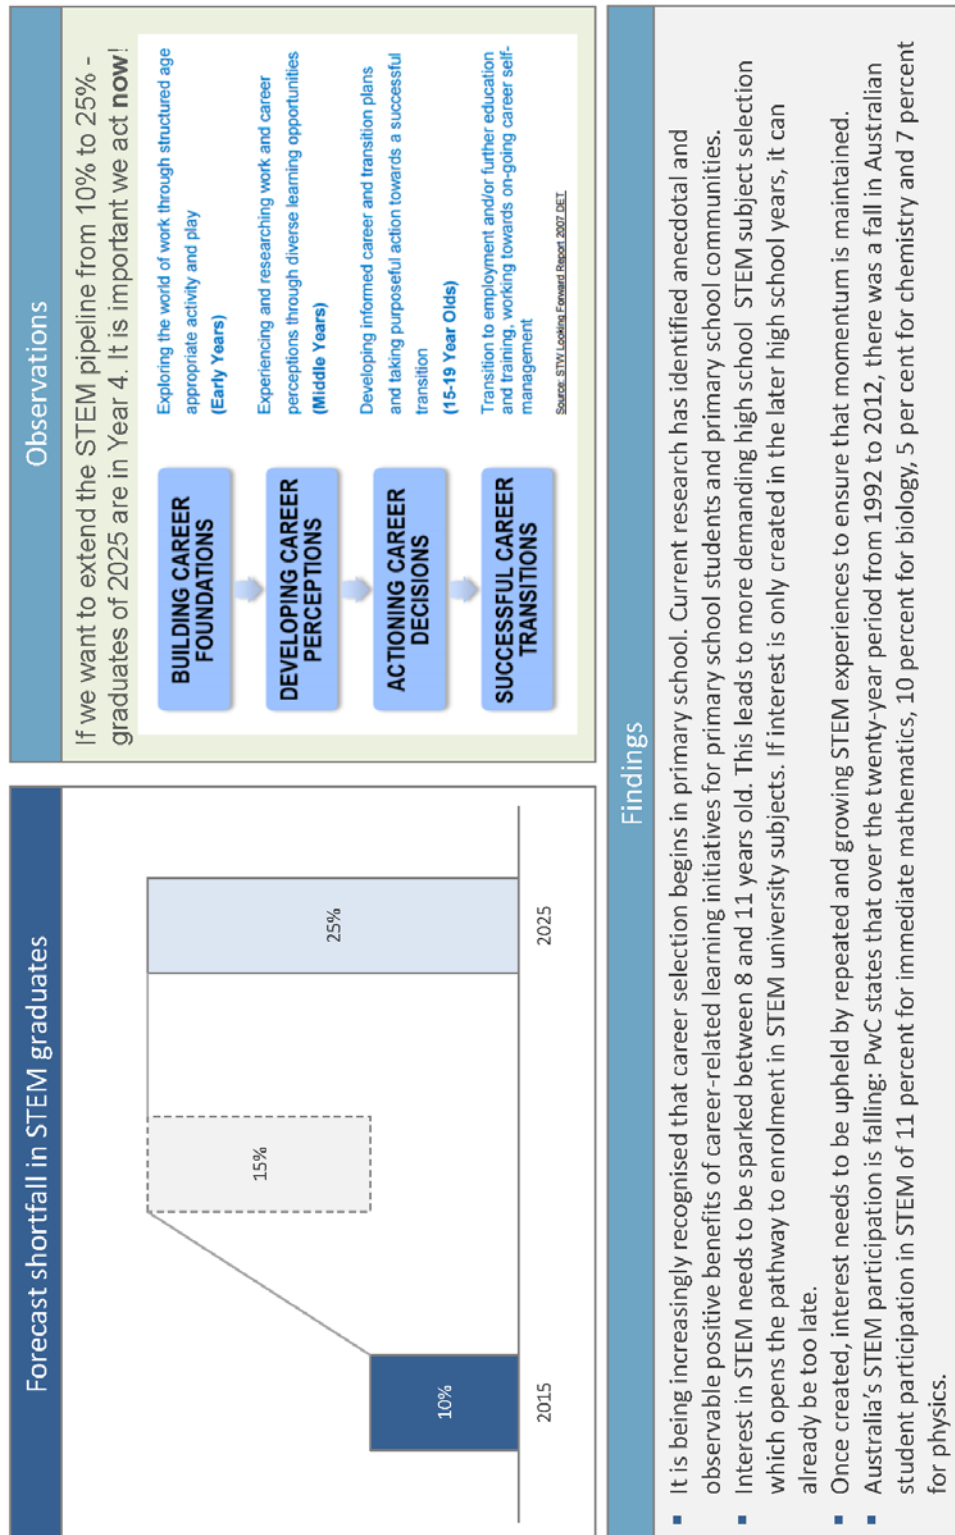 Forecast shortfall in STEM graduates
10%
15%
25%
2015
2025
Observations
If we want to extend the STEM pipeline from 10% to 25% -
graduates of 2025 are in Year 4. It is important we act now!
BUILDING CAREER
FOUNDATIONS
Exploring the world of work through structured age
appropriate activity and play
(Early Years)
DEVELOPING CAREER
PERCEPTIONS
Experiencing and researching work and career
perceptions through diverse learning opportunities
(Middle Years)
ACTIONING CAREER
DECISIONS
Developing informed career and transition plans
and taking purposeful action towards a successful
transition
(15-19 Year Olds)
SUCCESSFUL CAREER
TRANSITIONS
Transition to employment and/or further education
and training, working towards on-going career self-
management
Source: STW Looking Forward Report 2007 DET
Findings
▪ It is being increasingly recognised that career selection begins in primary school. Current research has identified anecdotal and
observable positive benefits of career-related learning initiatives for primary school students and primary school communities.
▪ Interest in STEM needs to be sparked between 8 and 11 years old. This leads to more demanding high school STEM subject selection
which opens the pathway to enrolment in STEM university subjects. If interest is only created in the later high school years, it can
already be too late.
▪ Once created, interest needs to be upheld by repeated and growing STEM experiences to ensure that momentum is maintained.
▪ Australia's STEM participation is falling: PwC states that over the twenty-year period from 1992 to 2012, there was a fall in Australian
student participation in STEM of 11 percent for immediate mathematics, 10 percent for biology, 5 per cent for chemistry and 7 percent
for physics.